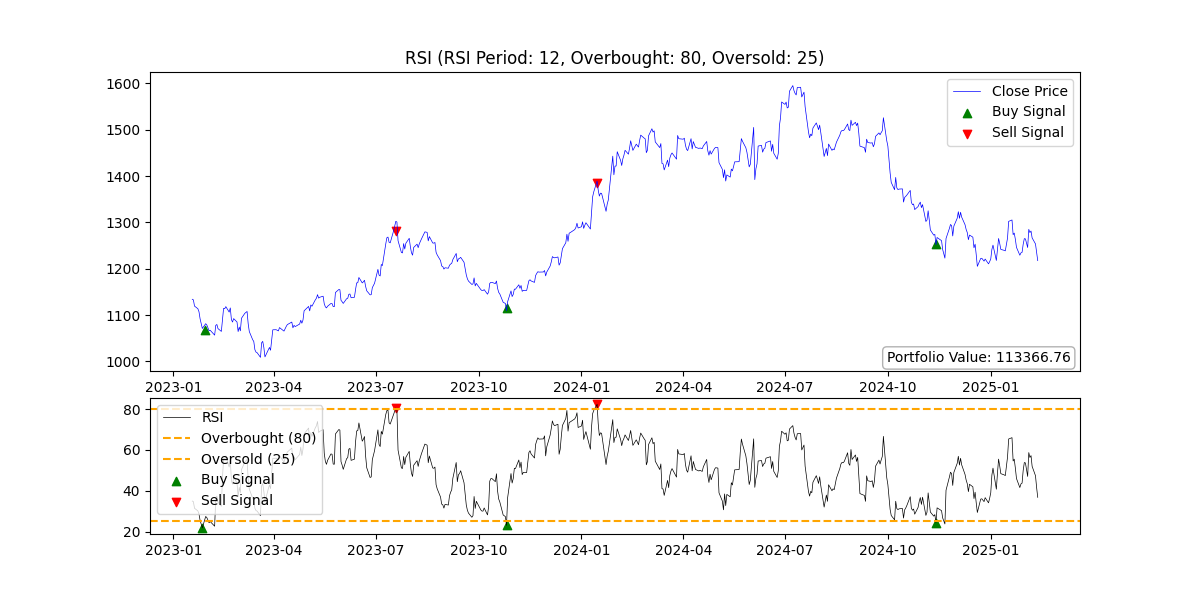 RSI (RSI Period: 12, Overbought: 80, Oversold: 25)
1600
1500
1400
1300
1200
1100
1000
Close Price
Buy Signal
Sell Signal
Portfolio Value: 113366.76
2023-01 2023-04 2023-07 2023-10 2024-01 2024-04 2024-07 2024-10 2025-01
80
60
40
20
RSI
Overbought (80)
Oversold (25)
Buy Signal
Sell Signal
2023-01 2023-04 2023-07 2023-10 2024-01 2024-04 2024-07 2024-10 2025-01